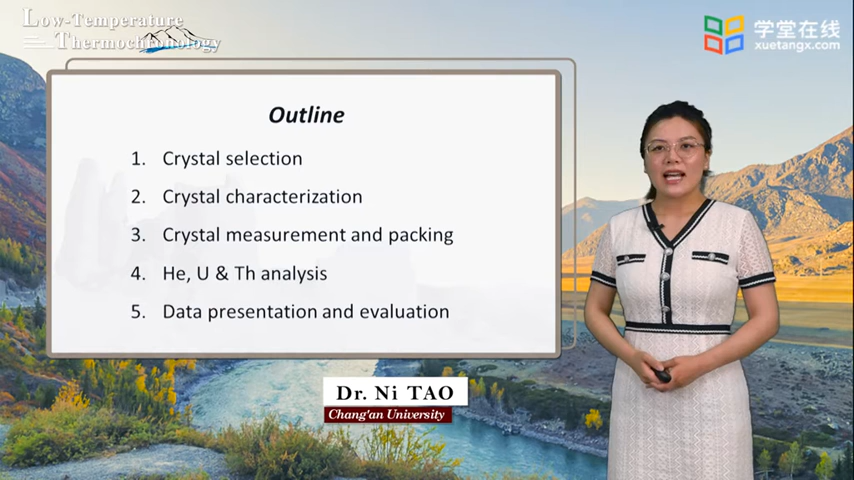 Low-Temperature
Thermochronology
学堂在线
xuetangx.com
Outline
1. Crystal selection
2. Crystal characterization
3. Crystal measurement and packing
4. He, U & Th analysis
5. Data presentation and evaluation
Dr. Ni TAO
Chang'an University